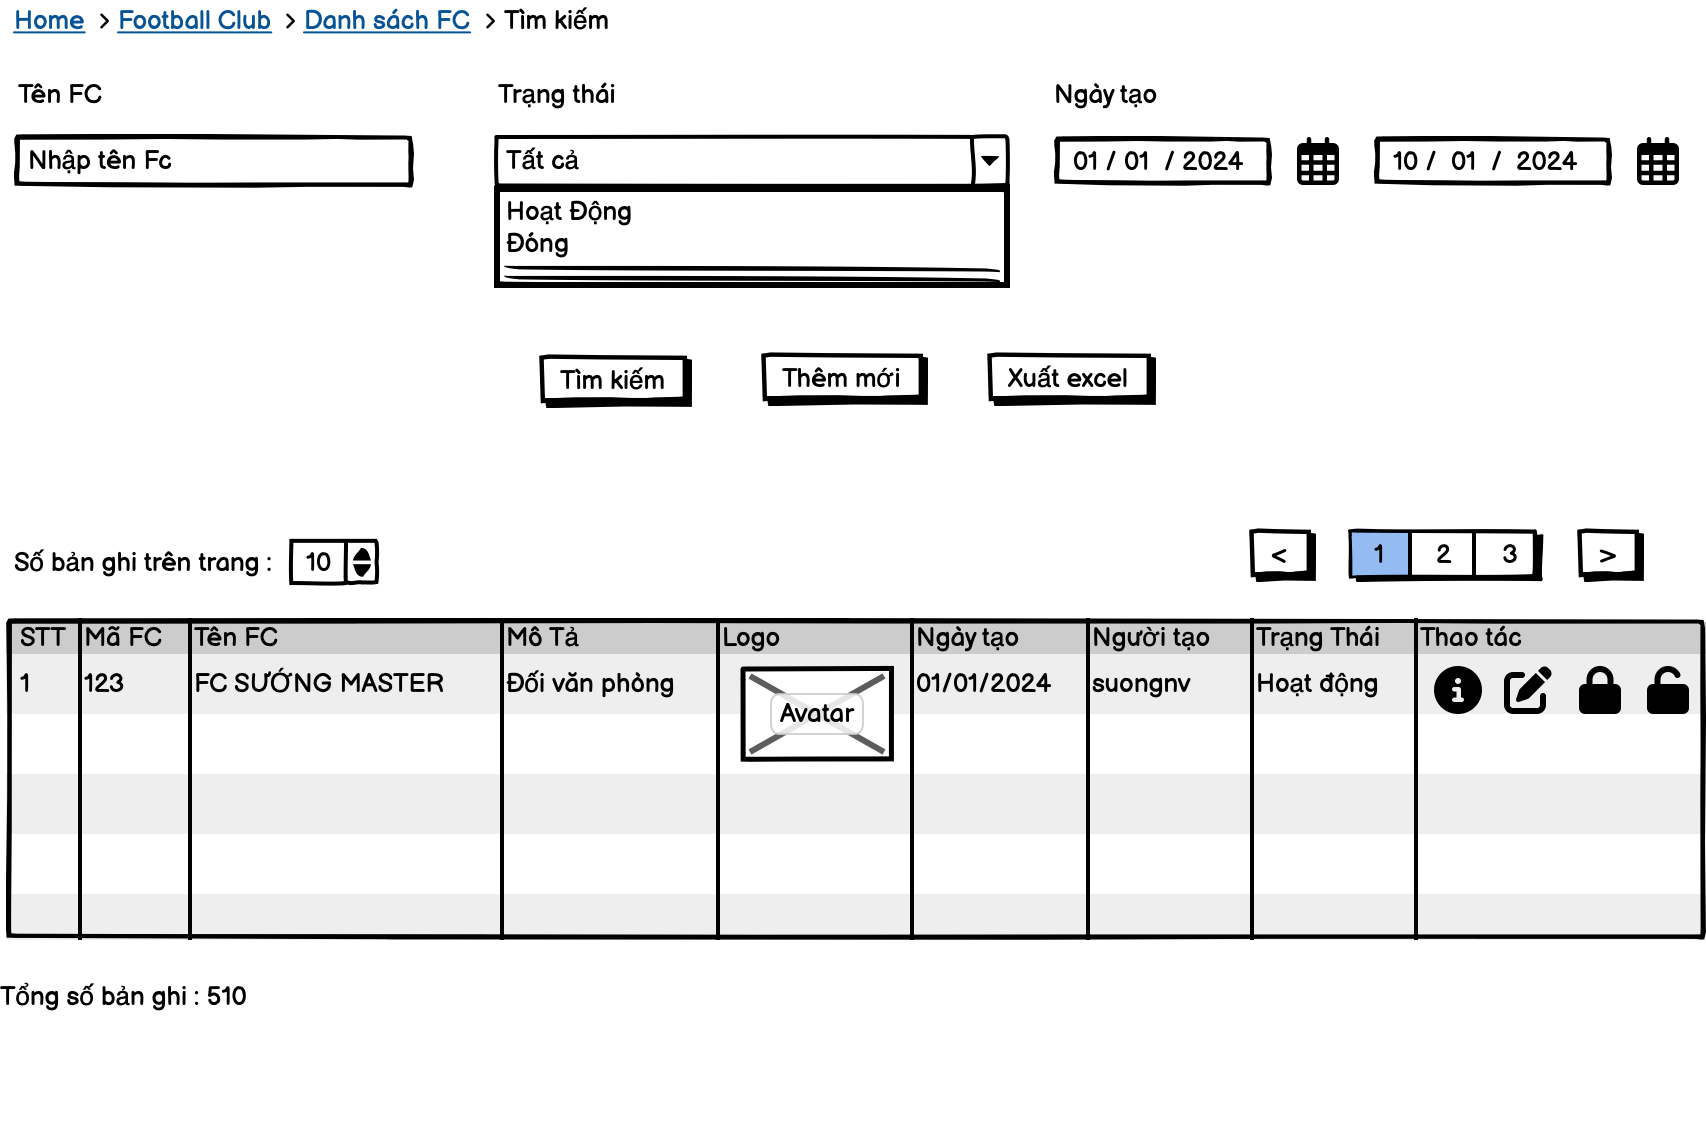 Home > Football Club > Danh sách FC > Tìm kiếm
Tên FC Trạng thái Ngày tạo
Nhập tên Fc Tất cả 01 / 01 / 2024 10 / 01 / 2024
Hoạt Động
Đóng
Tìm kiếm Thêm mới Xuất excel
Số bản ghi trên trang : 10 < 1 2 3 >
STT Mã FC Tên FC Mô Tả Logo Ngày tạo Người tạo Trạng Thái Thao tác
1 123 FC SƯỚNG MASTER Đối văn phòng Avatar 01/01/2024 suongnv Hoạt động
Tổng số bản ghi : 510